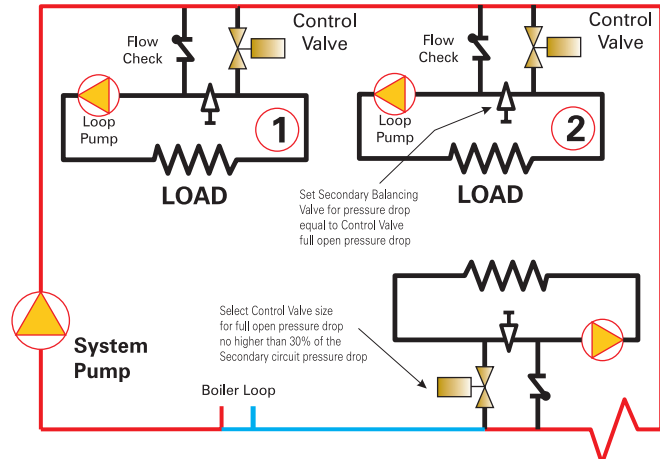 Flow
Check
Control
Valve
Loop
Pump
1
LOAD
Flow
Check
Control
Valve
Loop
Pump
2
LOAD
Set Secondary Balancing
Valve for pressure drop
equal to Control Valve
full open pressure drop
System
Pump
Select Control Valve size
for full open pressure drop
no higher than 30% of the
Secondary circuit pressure drop
Boiler Loop